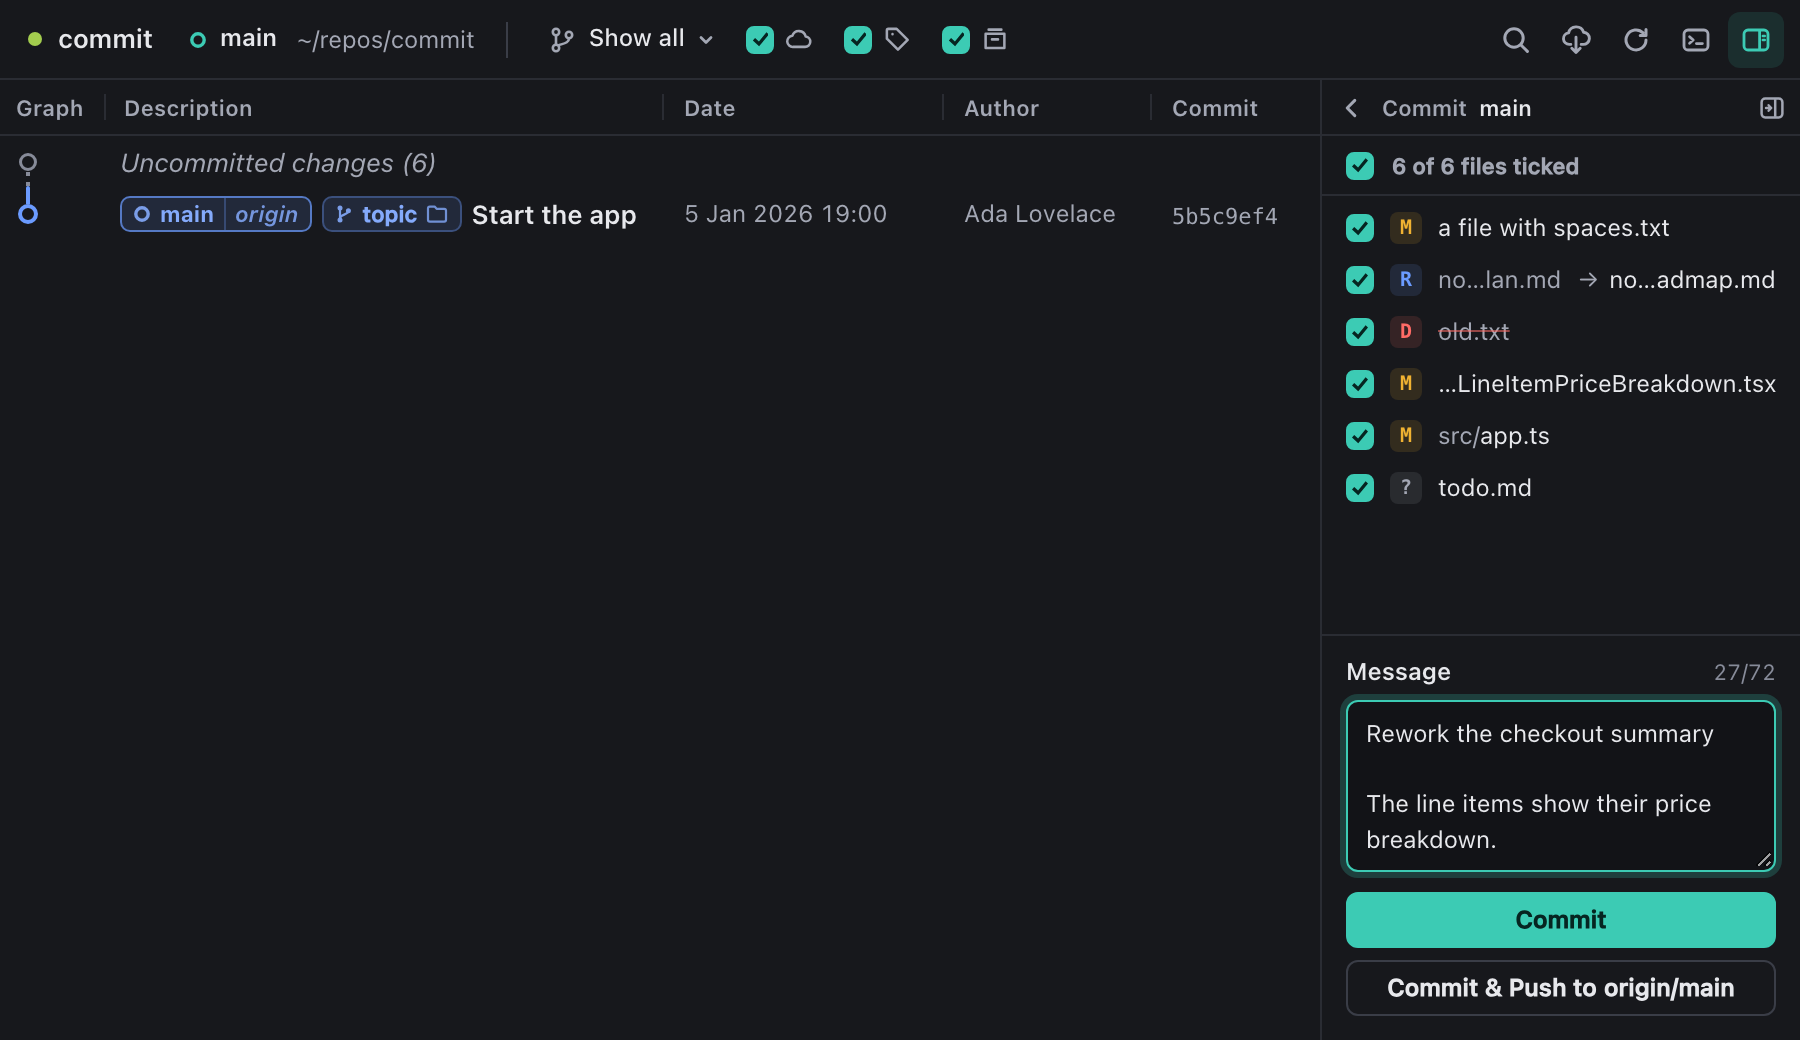 commit main ~/repos/commit Show all
Graph Description Date Author Commit
Uncommitted changes (6)
main origin topic Start the app 5 Jan 2026 19:00 Ada Lovelace 5b5c9ef4
Commit main
6 of 6 files ticked
M a file with spaces.txt
R no...lan.md → no...admap.md
D old.txt
M ...LineItemPriceBreakdown.tsx
M src/app.ts
? todo.md
Message 27/72
Rework the checkout summary
The line items show their price
breakdown.
Commit
Commit & Push to origin/main